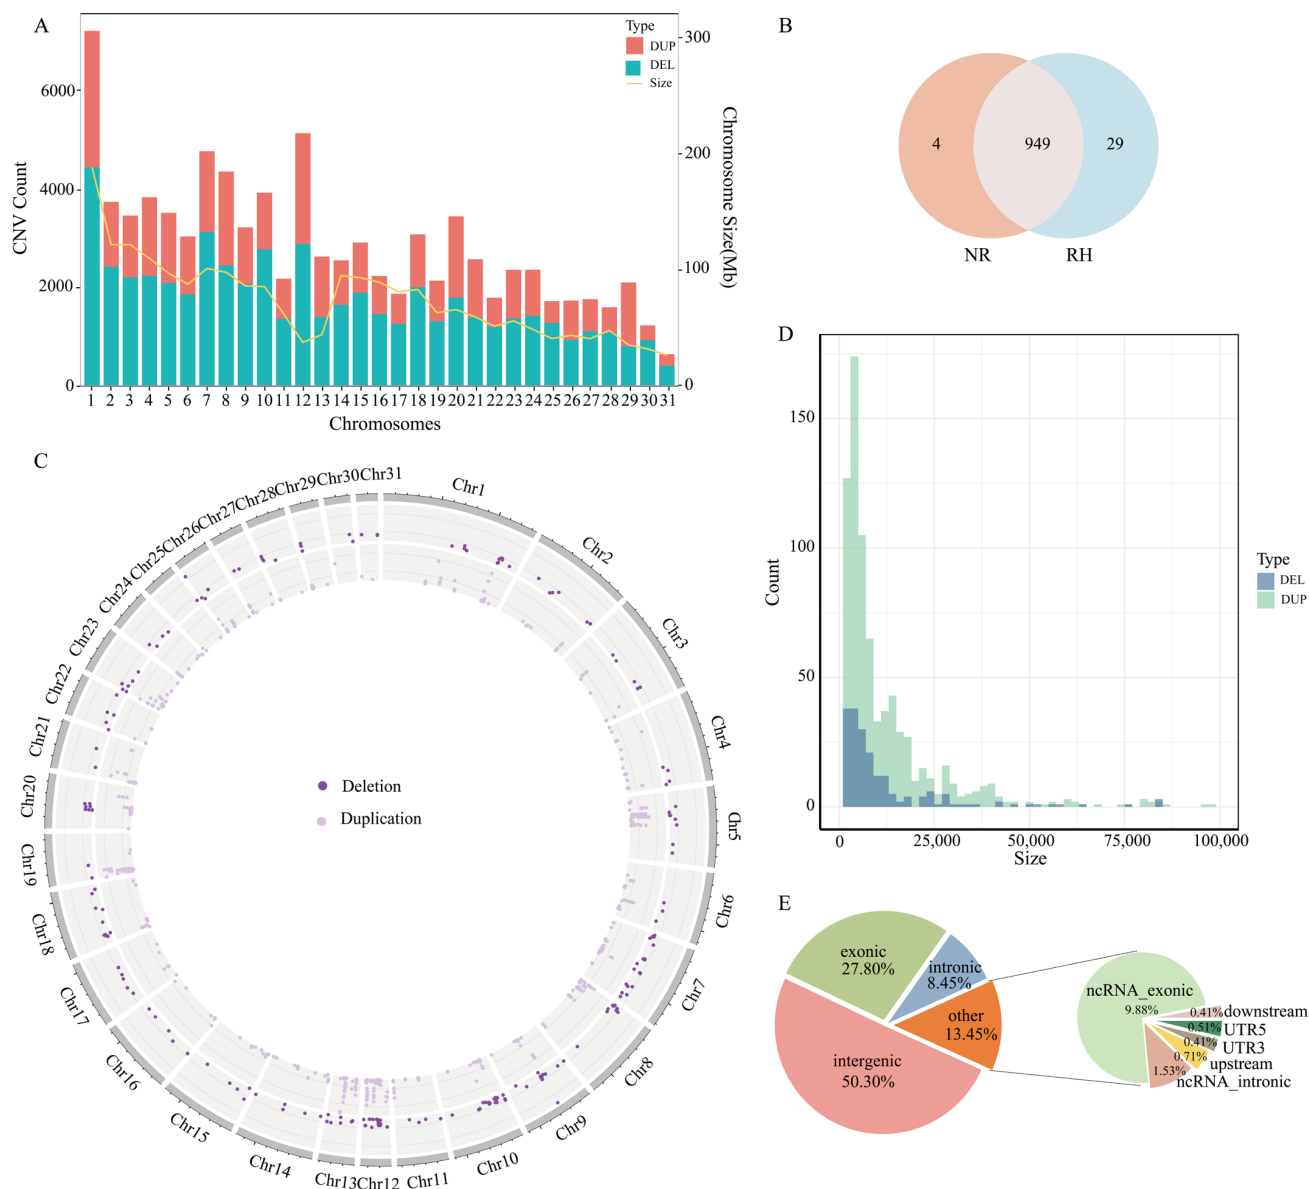 A
Type
DUP
DEL
Size
CNV Count
6000
4000
2000
0
300
200
100
0
Chromosome Size(Mb)
1 2 3 4 5 6 7 8 9 10 11 12 13 14 15 16 17 18 19 20 21 22 23 24 25 26 27 28 29 30 31
Chromosomes
B
4
949
29
NR
RH
C
Chr1
Chr2
Chr3
Chr4
Chr5
Chr6
Chr7
Chr8
Chr9
Chr10
Chr11
Chr12
Chr13
Chr14
Chr15
Chr16
Chr17
Chr18
Chr19
Chr20
Chr21
Chr22
Chr23
Chr24
Chr25
Chr26
Chr27
Chr28
Chr29
Chr30
Chr31
Deletion
Duplication
D
Count
150
100
50
0
0 25,000 50,000 75,000 100,000
Size
Type
DEL
DUP
E
exonic
27.80%
intronic
8.45%
other
13.45%
intergenic
50.30%
ncRNA_exonic
9.88%
0.41% downstream
0.51% UTR5
0.41% UTR3
0.71% upstream
1.53% ncRNA_intronic